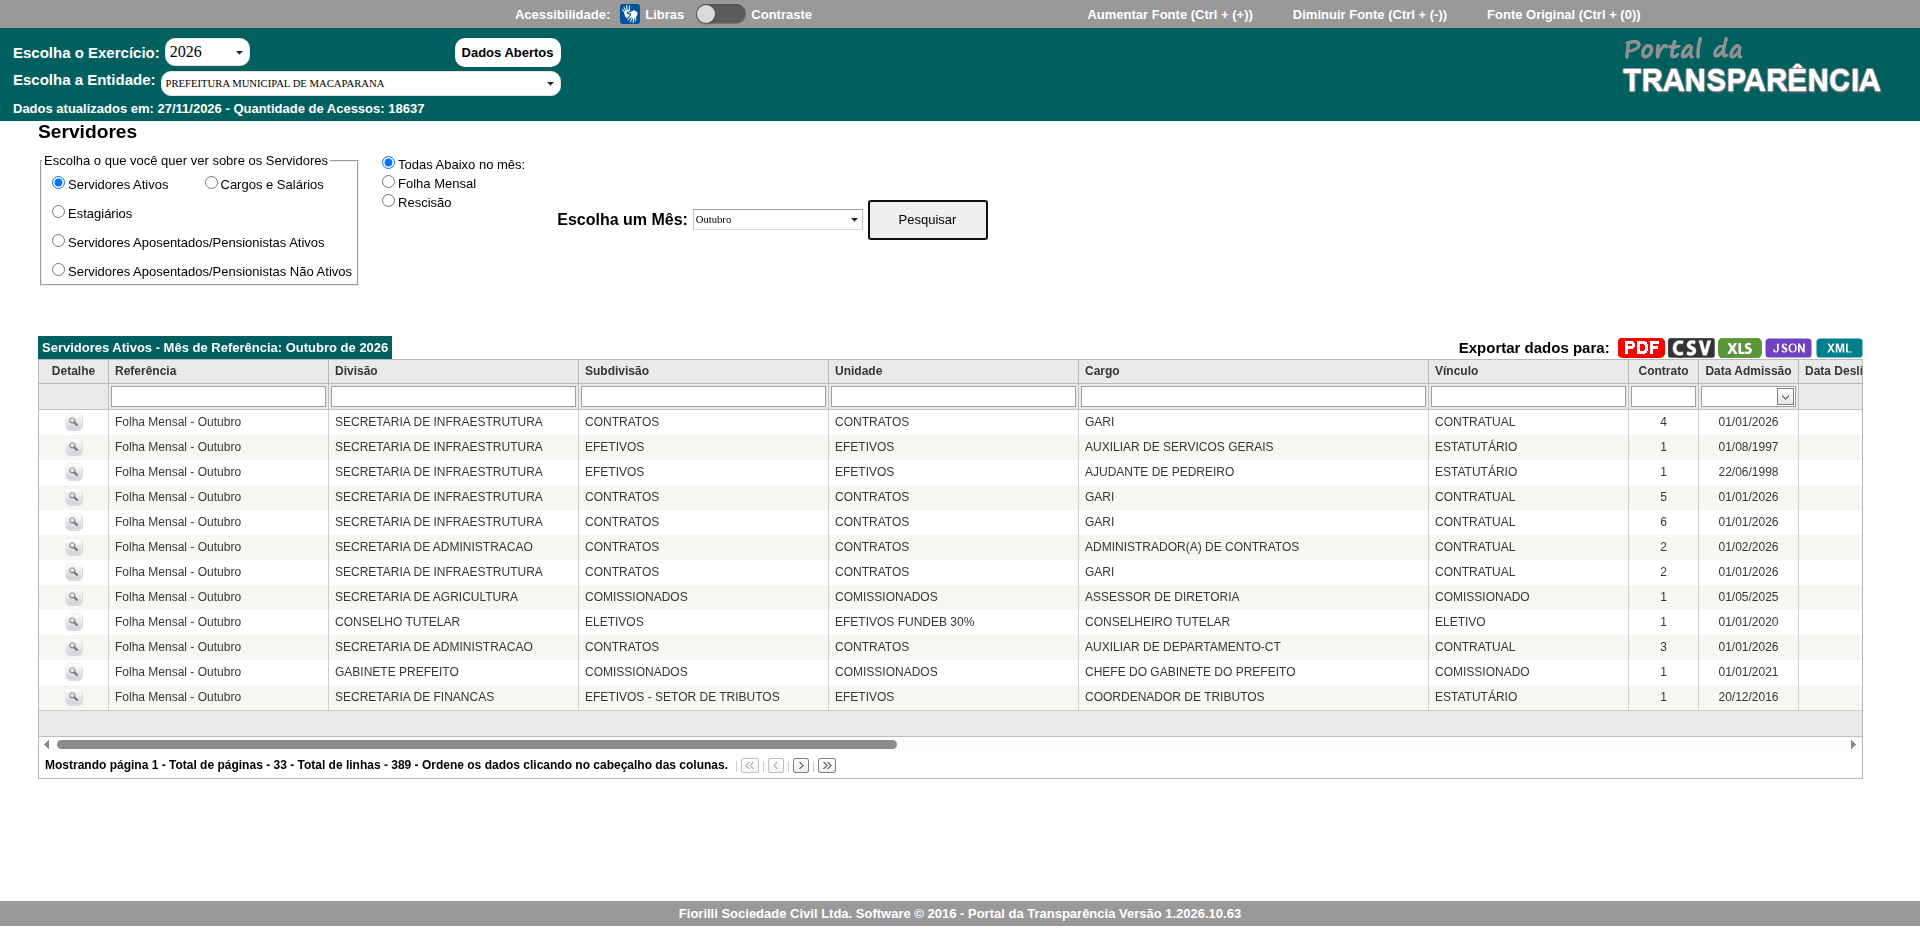 Acessibilidade: Libras Contraste Aumentar Fonte (Ctrl + (+)) Diminuir Fonte (Ctrl + (-)) Fonte Original (Ctrl + (0))
Escolha o Exercício: 2026 Dados Abertos
Escolha a Entidade: PREFEITURA MUNICIPAL DE MACAPARANA
Dados atualizados em: 27/11/2026 - Quantidade de Acessos: 18637
Portal da
TRANSPARÊNCIA
Servidores
Escolha o que você quer ver sobre os Servidores
Servidores Ativos Cargos e Salários
Estagiários
Servidores Aposentados/Pensionistas Ativos
Servidores Aposentados/Pensionistas Não Ativos
Todas Abaixo no mês:
Folha Mensal
Rescisão
Escolha um Mês: Outubro Pesquisar
Servidores Ativos - Mês de Referência: Outubro de 2026 Exportar dados para: PDF CSV XLS JSON XML
Detalhe Referência Divisão Subdivisão Unidade Cargo Vínculo Contrato Data Admissão Data Desli
Folha Mensal - Outubro SECRETARIA DE INFRAESTRUTURA CONTRATOS CONTRATOS GARI CONTRATUAL 4 01/01/2026
Folha Mensal - Outubro SECRETARIA DE INFRAESTRUTURA EFETIVOS EFETIVOS AUXILIAR DE SERVICOS GERAIS ESTATUTÁRIO 1 01/08/1997
Folha Mensal - Outubro SECRETARIA DE INFRAESTRUTURA EFETIVOS EFETIVOS AJUDANTE DE PEDREIRO ESTATUTÁRIO 1 22/06/1998
Folha Mensal - Outubro SECRETARIA DE INFRAESTRUTURA CONTRATOS CONTRATOS GARI CONTRATUAL 5 01/01/2026
Folha Mensal - Outubro SECRETARIA DE INFRAESTRUTURA CONTRATOS CONTRATOS GARI CONTRATUAL 6 01/01/2026
Folha Mensal - Outubro SECRETARIA DE ADMINISTRACAO CONTRATOS CONTRATOS ADMINISTRADOR(A) DE CONTRATOS CONTRATUAL 2 01/02/2026
Folha Mensal - Outubro SECRETARIA DE INFRAESTRUTURA CONTRATOS CONTRATOS GARI CONTRATUAL 2 01/01/2026
Folha Mensal - Outubro SECRETARIA DE AGRICULTURA COMISSIONADOS COMISSIONADOS ASSESSOR DE DIRETORIA COMISSIONADO 1 01/05/2025
Folha Mensal - Outubro CONSELHO TUTELAR ELETIVOS EFETIVOS FUNDEB 30% CONSELHEIRO TUTELAR ELETIVO 1 01/01/2020
Folha Mensal - Outubro SECRETARIA DE ADMINISTRACAO CONTRATOS CONTRATOS AUXILIAR DE DEPARTAMENTO-CT CONTRATUAL 3 01/01/2026
Folha Mensal - Outubro GABINETE PREFEITO COMISSIONADOS COMISSIONADOS CHEFE DO GABINETE DO PREFEITO COMISSIONADO 1 01/01/2021
Folha Mensal - Outubro SECRETARIA DE FINANCAS EFETIVOS - SETOR DE TRIBUTOS EFETIVOS COORDENADOR DE TRIBUTOS ESTATUTÁRIO 1 20/12/2016
Mostrando página 1 - Total de páginas - 33 - Total de linhas - 389 - Ordene os dados clicando no cabeçalho das colunas.
Fiorilli Sociedade Civil Ltda. Software © 2016 - Portal da Transparência Versão 1.2026.10.63